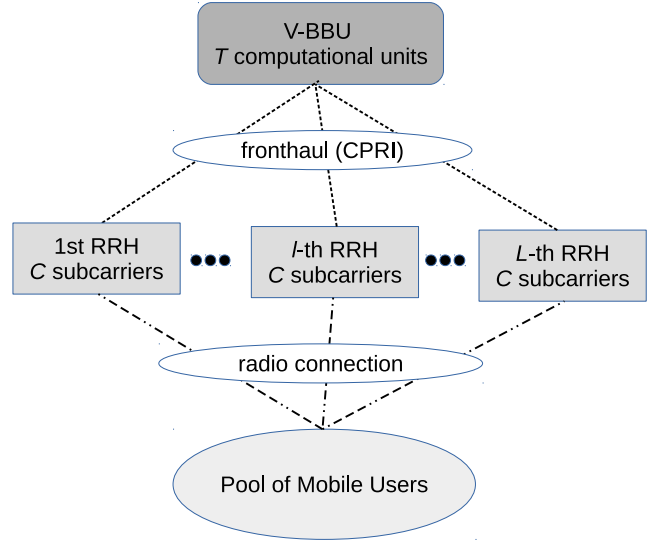 V-BBU
T computational units
fronthaul (CPRI)
1st RRH
C subcarriers
l-th RRH
C subcarriers
L-th RRH
C subcarriers
radio connection
Pool of Mobile Users